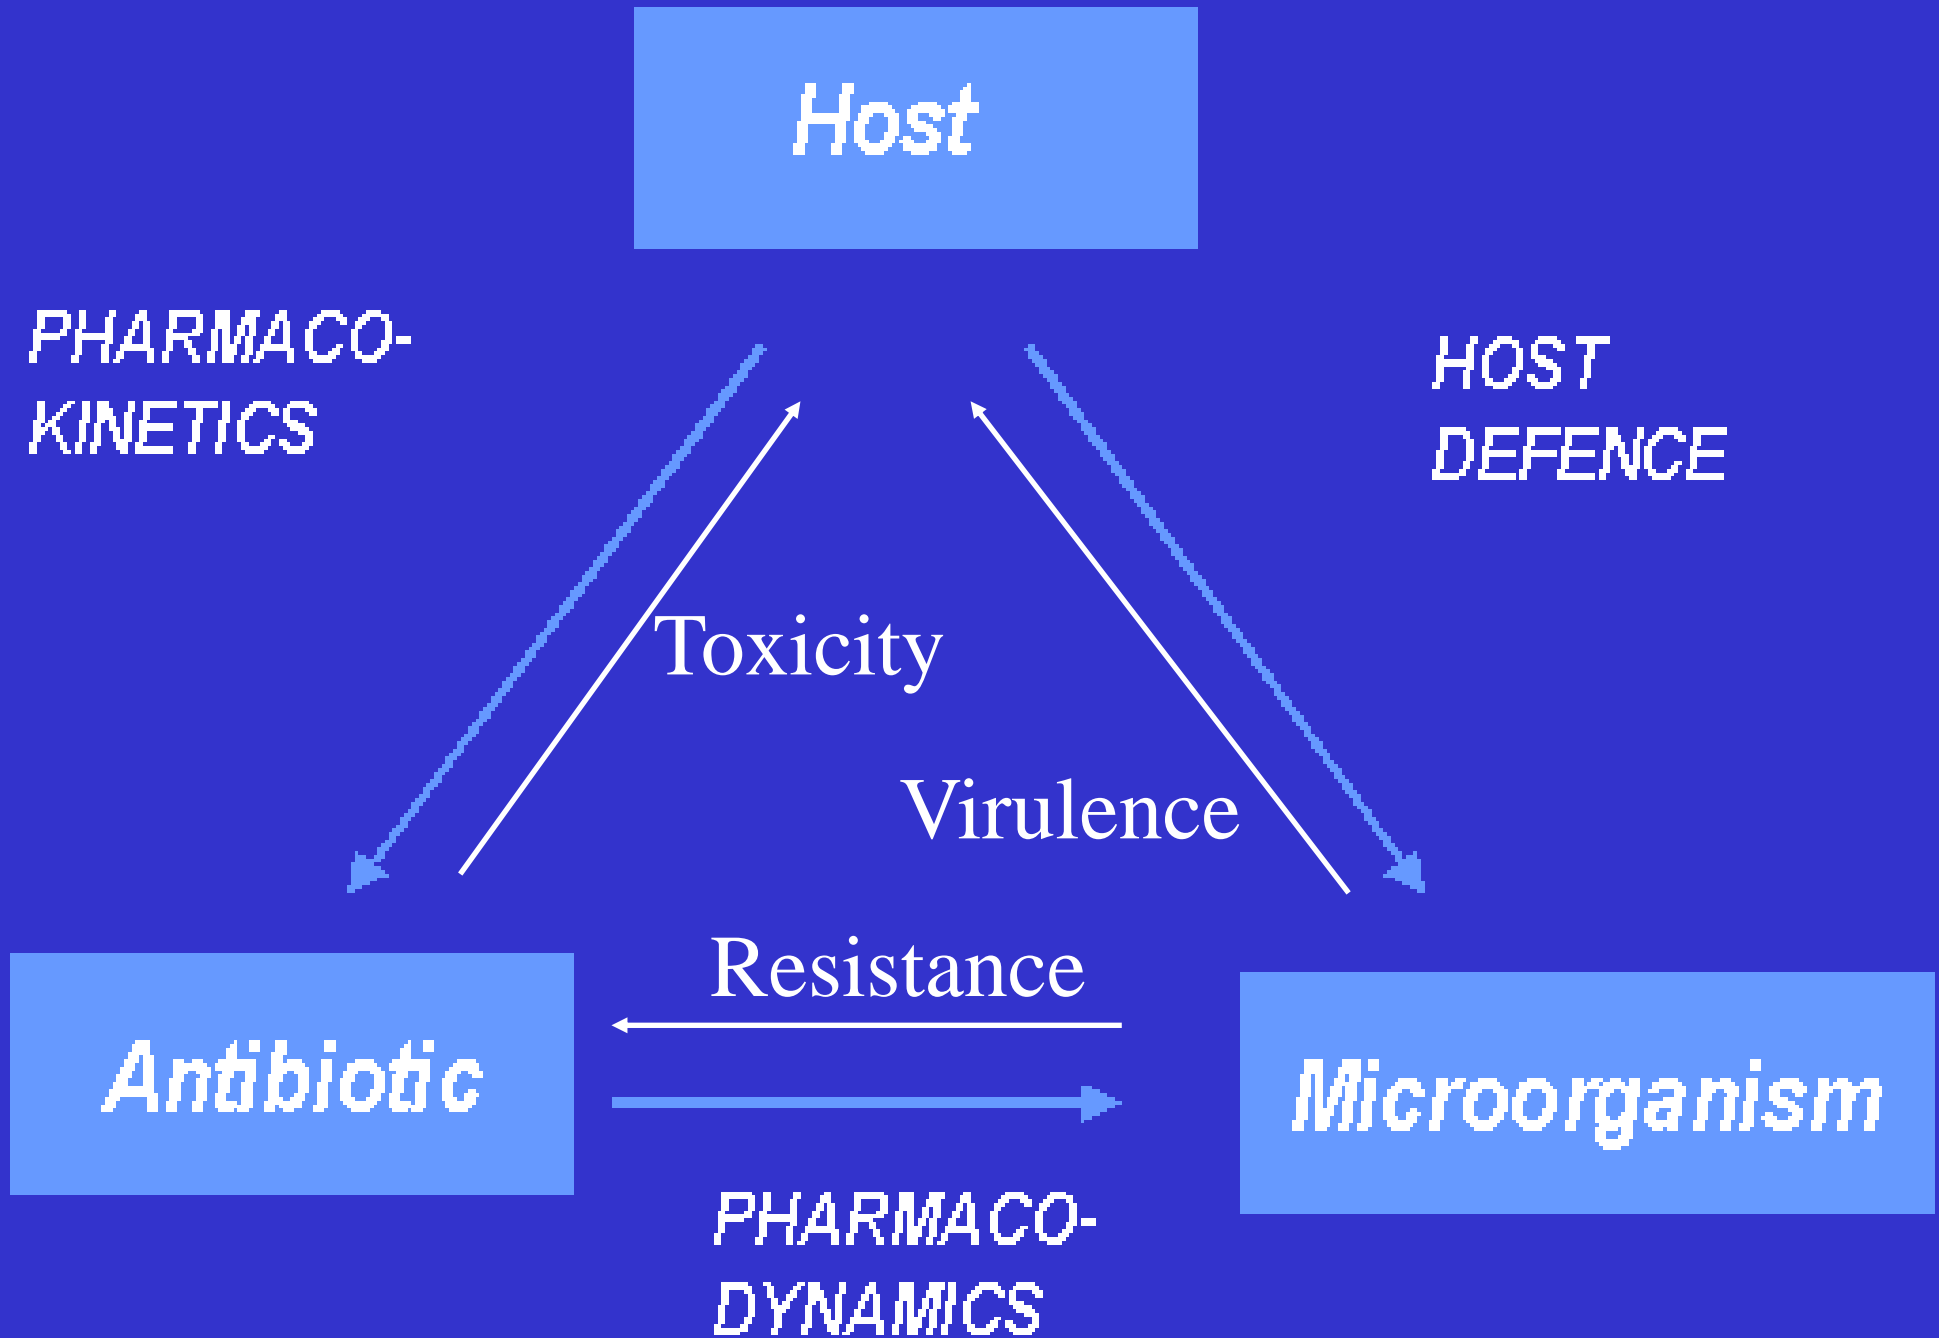 Host
PHARMACO-
KINETICS
HOST
DEFENCE
Toxicity
Virulence
Resistance
Antibiotic
Microorganism
PHARMACO-
DYNAMICS